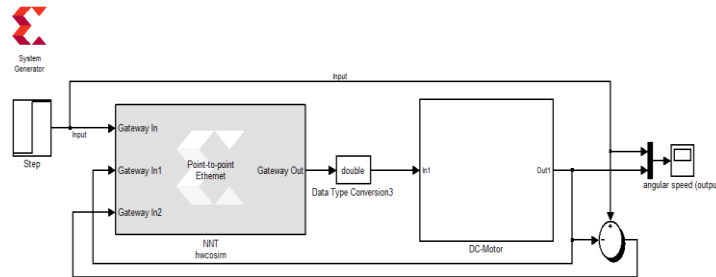 System
Generator
Input
Step
Input
Gateway In
Gateway In1
Gateway In2
Point-to-point
Ethernet
Gateway Out
NNT
hwcosim
double
Data Type Conversion3
In1
Out1
DC-Motor
angular speed (outpu
+
-